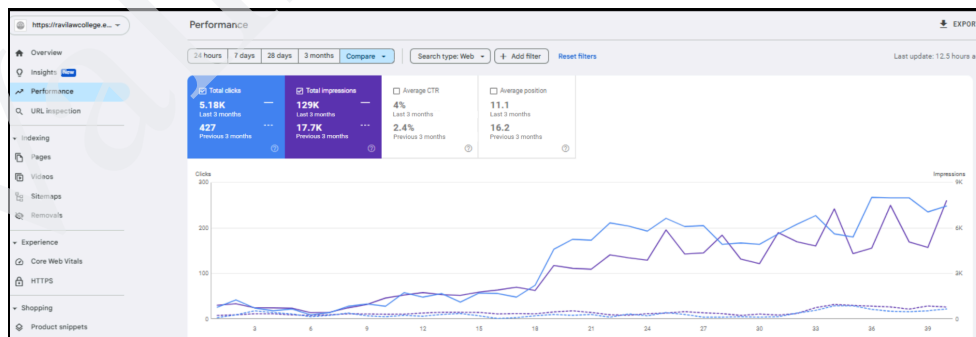 https://ravilawcollege.e...
Performance
EXPOR
Overview
Insights New
Performance
URL inspection
Indexing
Pages
Videos
Sitemaps
Removals
Experience
Core Web Vitals
HTTPS
Shopping
Product snippets
24 hours 7 days 28 days 3 months Compare Search type: Web + Add filter Reset filters Last update: 12.5 hours a
Total clicks
5.18K
Last 3 months
427
Previous 3 months
Total impressions
129K
Last 3 months
17.7K
Previous 3 months
Average CTR
4%
Last 3 months
2.4%
Previous 3 months
Average position
11.1
Last 3 months
16.2
Previous 3 months
Clicks Impressions
300 9K
200 6K
100 3K
0 0
3 6 9 12 15 18 21 24 27 30 33 36 39